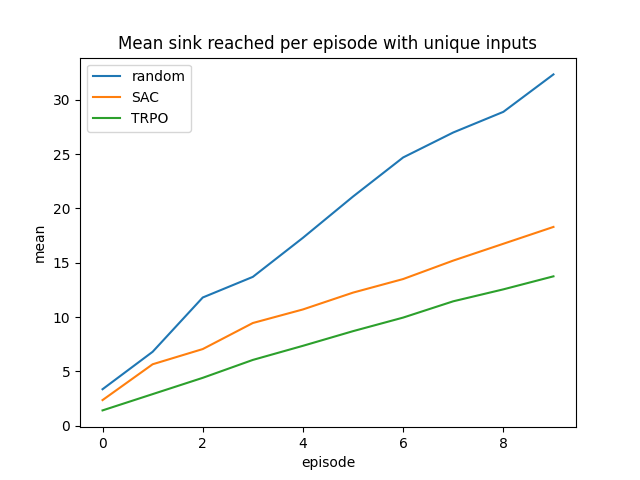 Mean sink reached per episode with unique inputs
random
SAC
TRPO
mean
30
25
20
15
10
5
0
0 2 4 6 8
episode